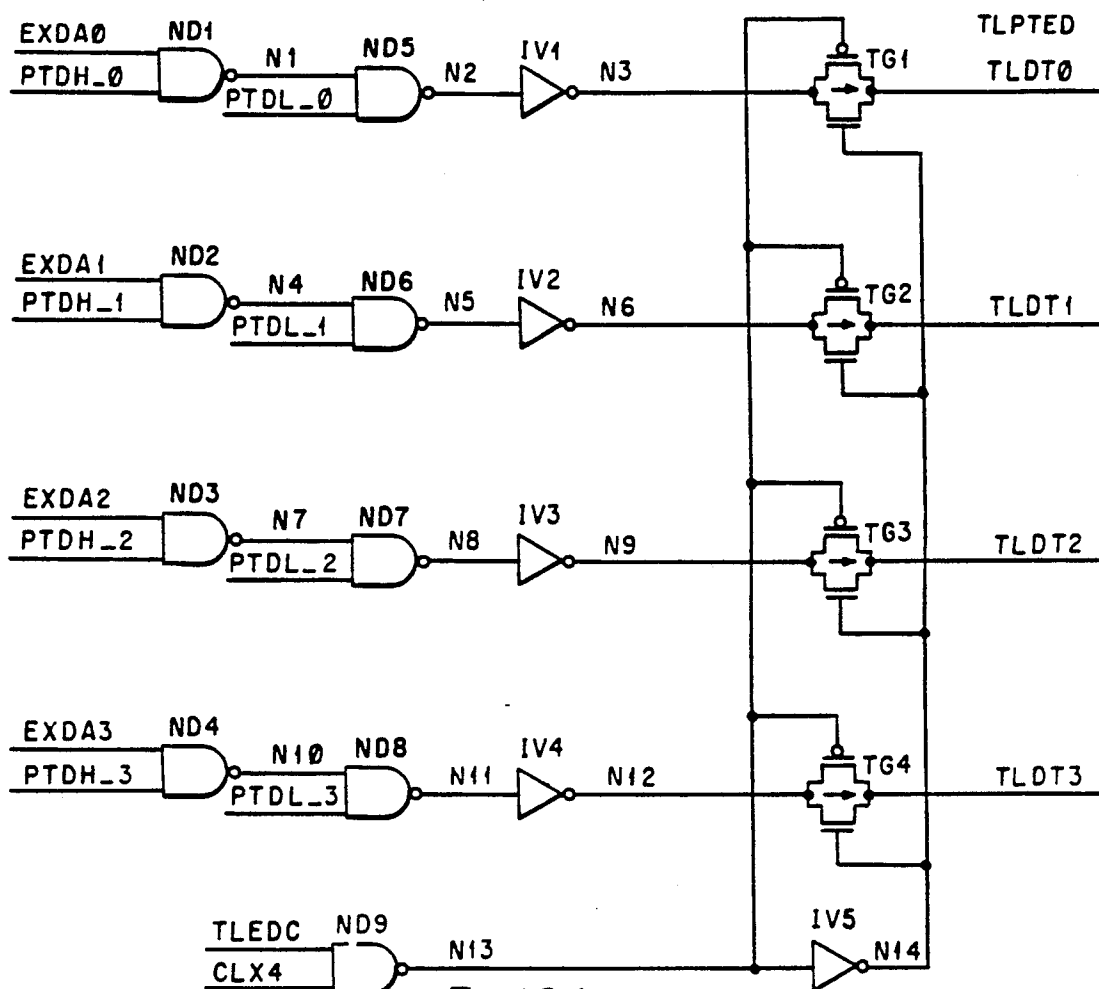 TLPTED
EXDA0 ND1 N1 ND5 N2 IV1 N3 TG1 TLDT0
PTDH_0 PTDL_0
EXDA1 ND2 N4 ND6 N5 IV2 N6 TG2 TLDT1
PTDH_1 PTDL_1
EXDA2 ND3 N7 ND7 N8 IV3 N9 TG3 TLDT2
PTDH_2 PTDL_2
EXDA3 ND4 N10 ND8 N11 IV4 N12 TG4 TLDT3
PTDH_3 PTDL_3
TLEDC ND9 N13 IV5 N14
CLX4